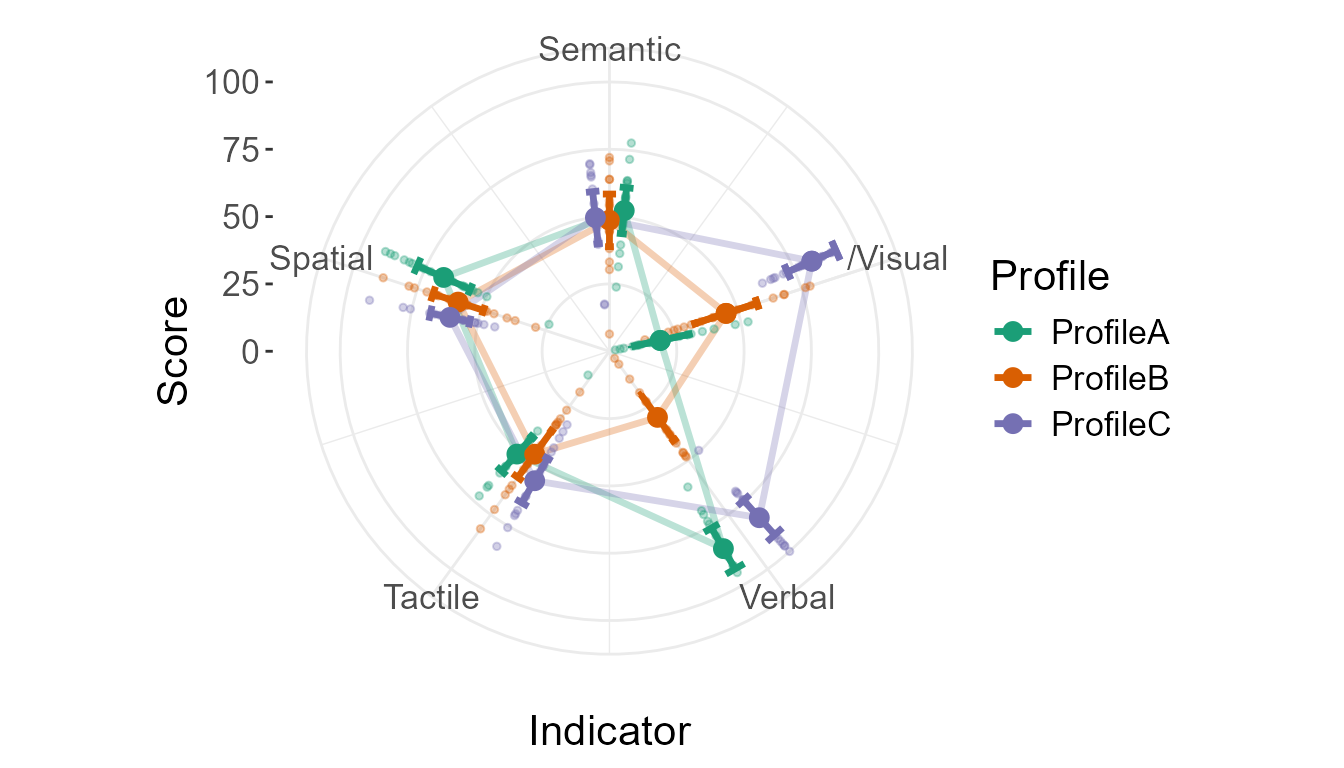 Semantic
100
75
50
25
0
Spatial
/Visual
Tactile
Verbal
Score
Indicator
Profile
ProfileA
ProfileB
ProfileC